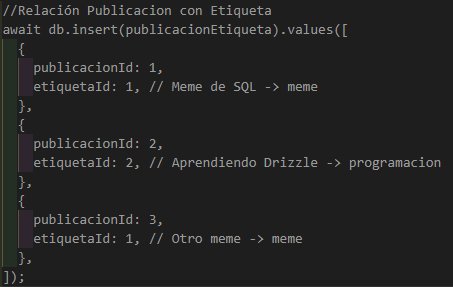 //Relación Publicacion con Etiqueta
await db.insert(publicacionEtiqueta).values([
  {
    publicacionId: 1,
    etiquetaId: 1, // Meme de SQL -> meme
  },
  {
    publicacionId: 2,
    etiquetaId: 2, // Aprendiendo Drizzle -> programacion
  },
  {
    publicacionId: 3,
    etiquetaId: 1, // Otro meme -> meme
  },
]);